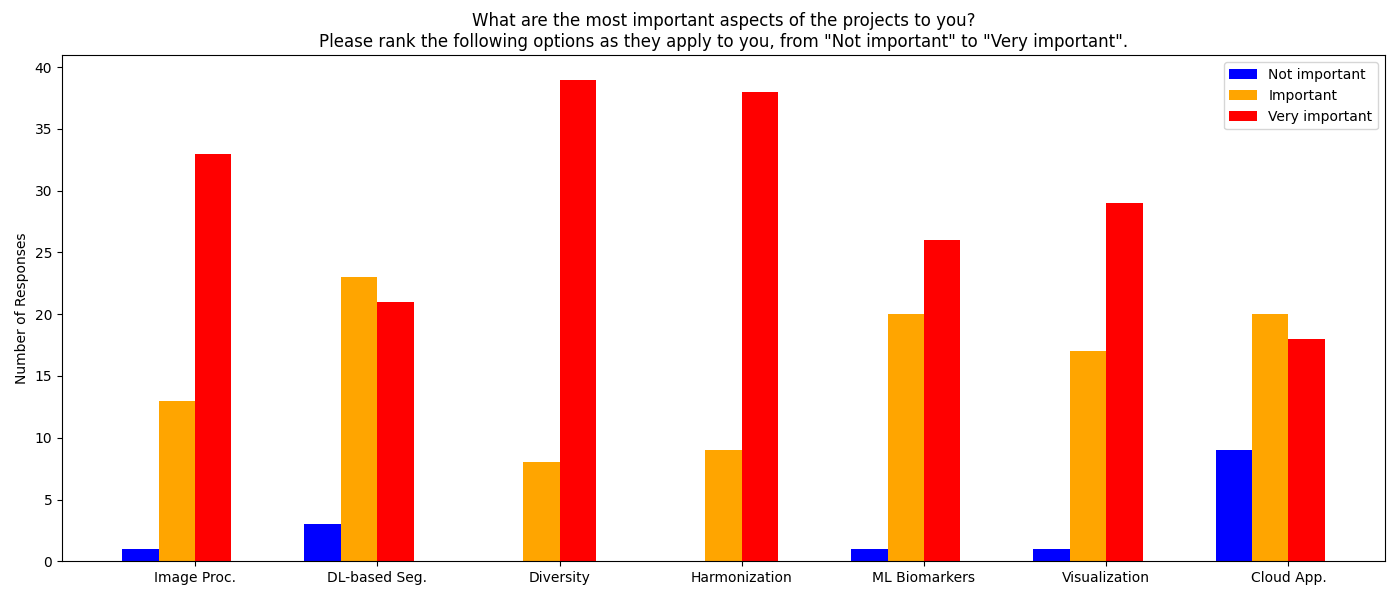 What are the most important aspects of the projects to you?
Please rank the following options as they apply to you, from "Not important" to "Very important".
Not important
Important
Very important
Number of Responses
40
35
30
25
20
15
10
5
0
Image Proc.
DL-based Seg.
Diversity
Harmonization
ML Biomarkers
Visualization
Cloud App.